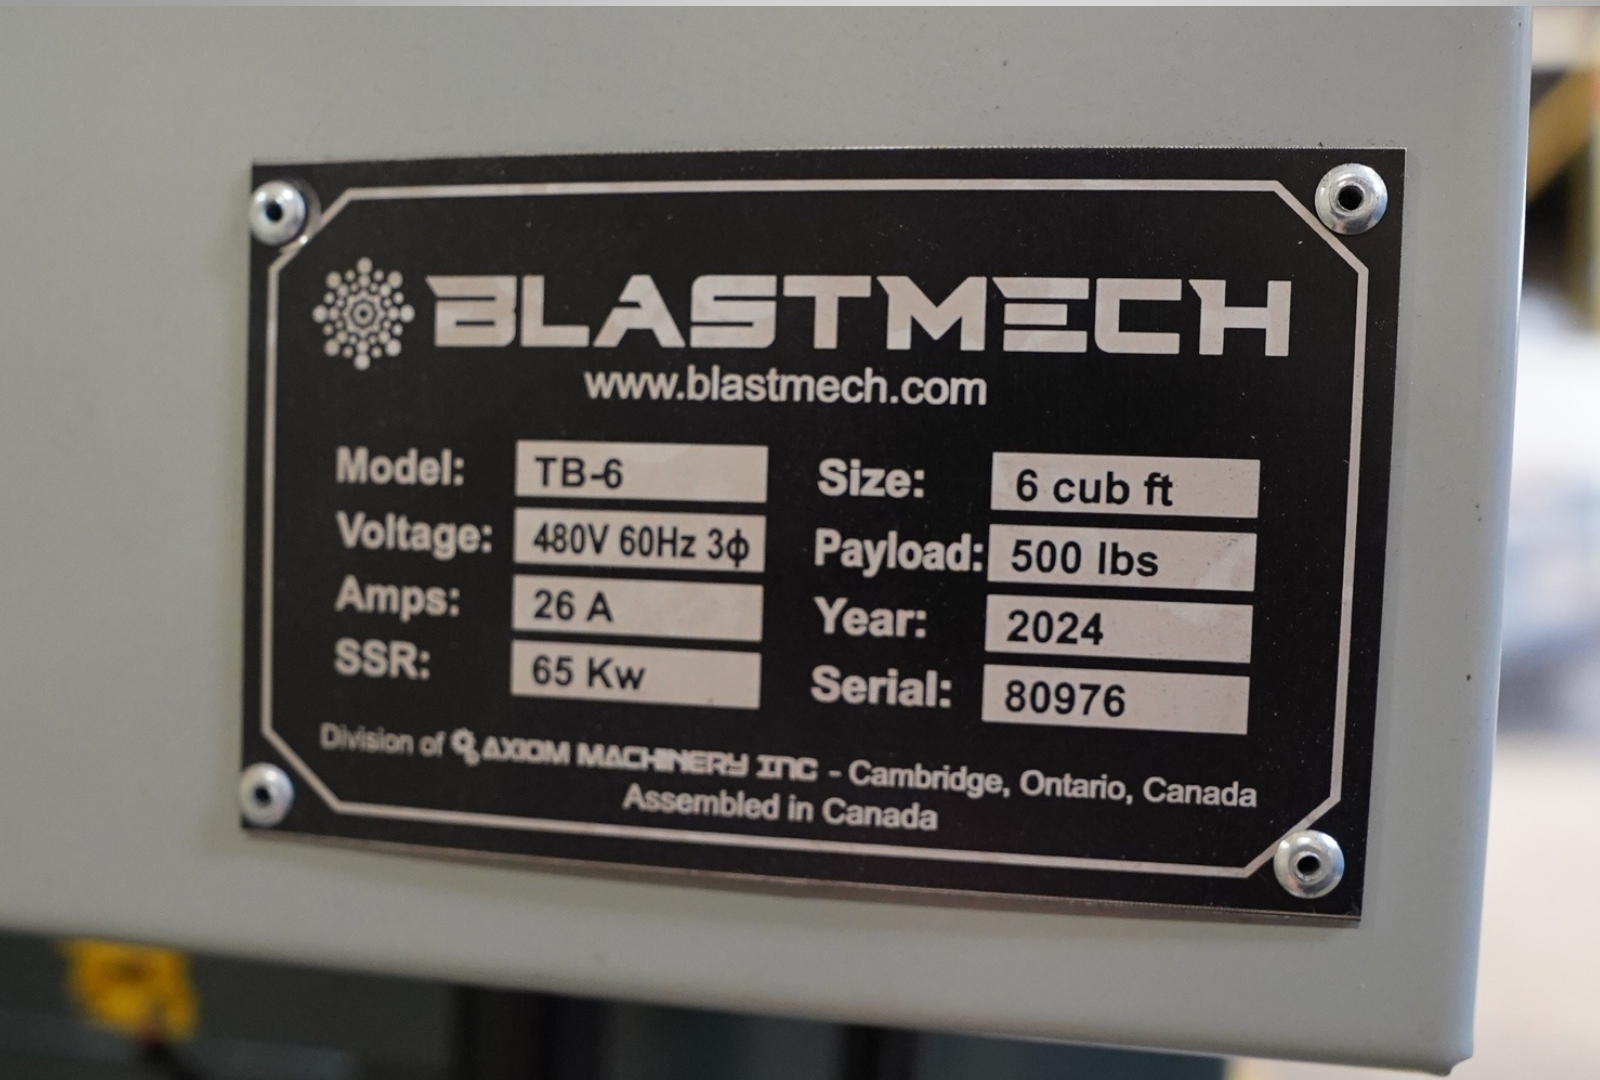 BLASTMECH
www.blastmech.com
Model: TB-6
Voltage: 480V 60Hz 3ϕ
Amps: 26 A
SSR: 65 Kw
Size: 6 cub ft
Payload: 500 lbs
Year: 2024
Serial: 80976
Division of AXIOM MACHINERY INC - Cambridge, Ontario, Canada
Assembled in Canada